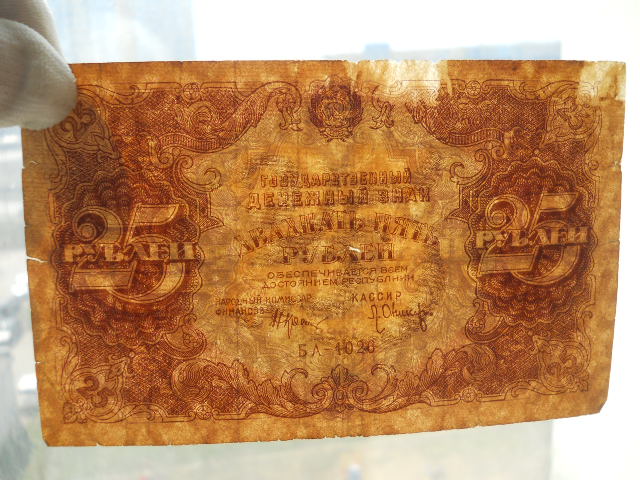 ГОСУДАРСТВЕННЫЙ
ДЕНЕЖНЫЙ ЗНАК
ДВАДЦАТЬ ПЯТЬ
РУБЛЕЙ
25
РУБЛЕЙ
25
РУБЛЕЙ
ОБЕСПЕЧИВАЕТСЯ ВСЕМ
ДОСТОЯНИЕМ РЕСПУБЛИКИ
НАРОДНЫЙ КОМИССАР
ФИНАНСОВ
КАССИР
БЛ-4026